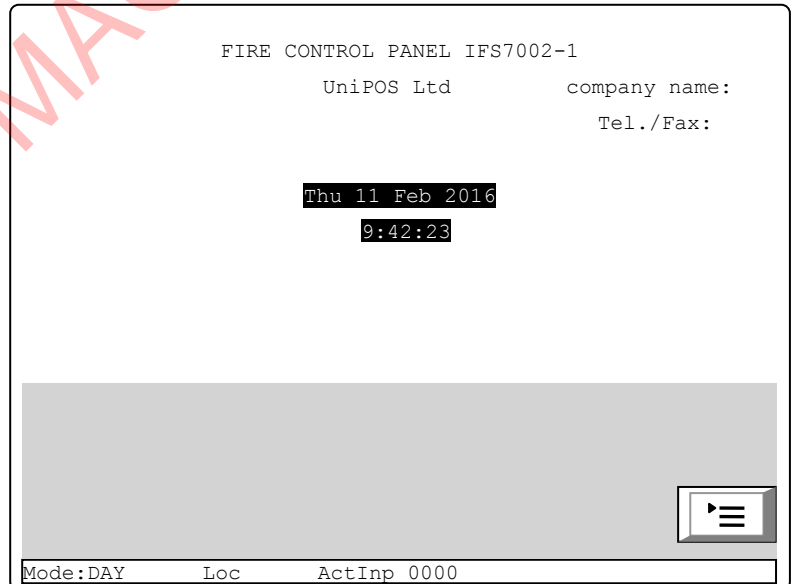 FIRE CONTROL PANEL IFS7002-1
UniPOS Ltd company name:
Tel./Fax:
Thu 11 Feb 2016
9:42:23
Mode:DAY Loc ActInp 0000